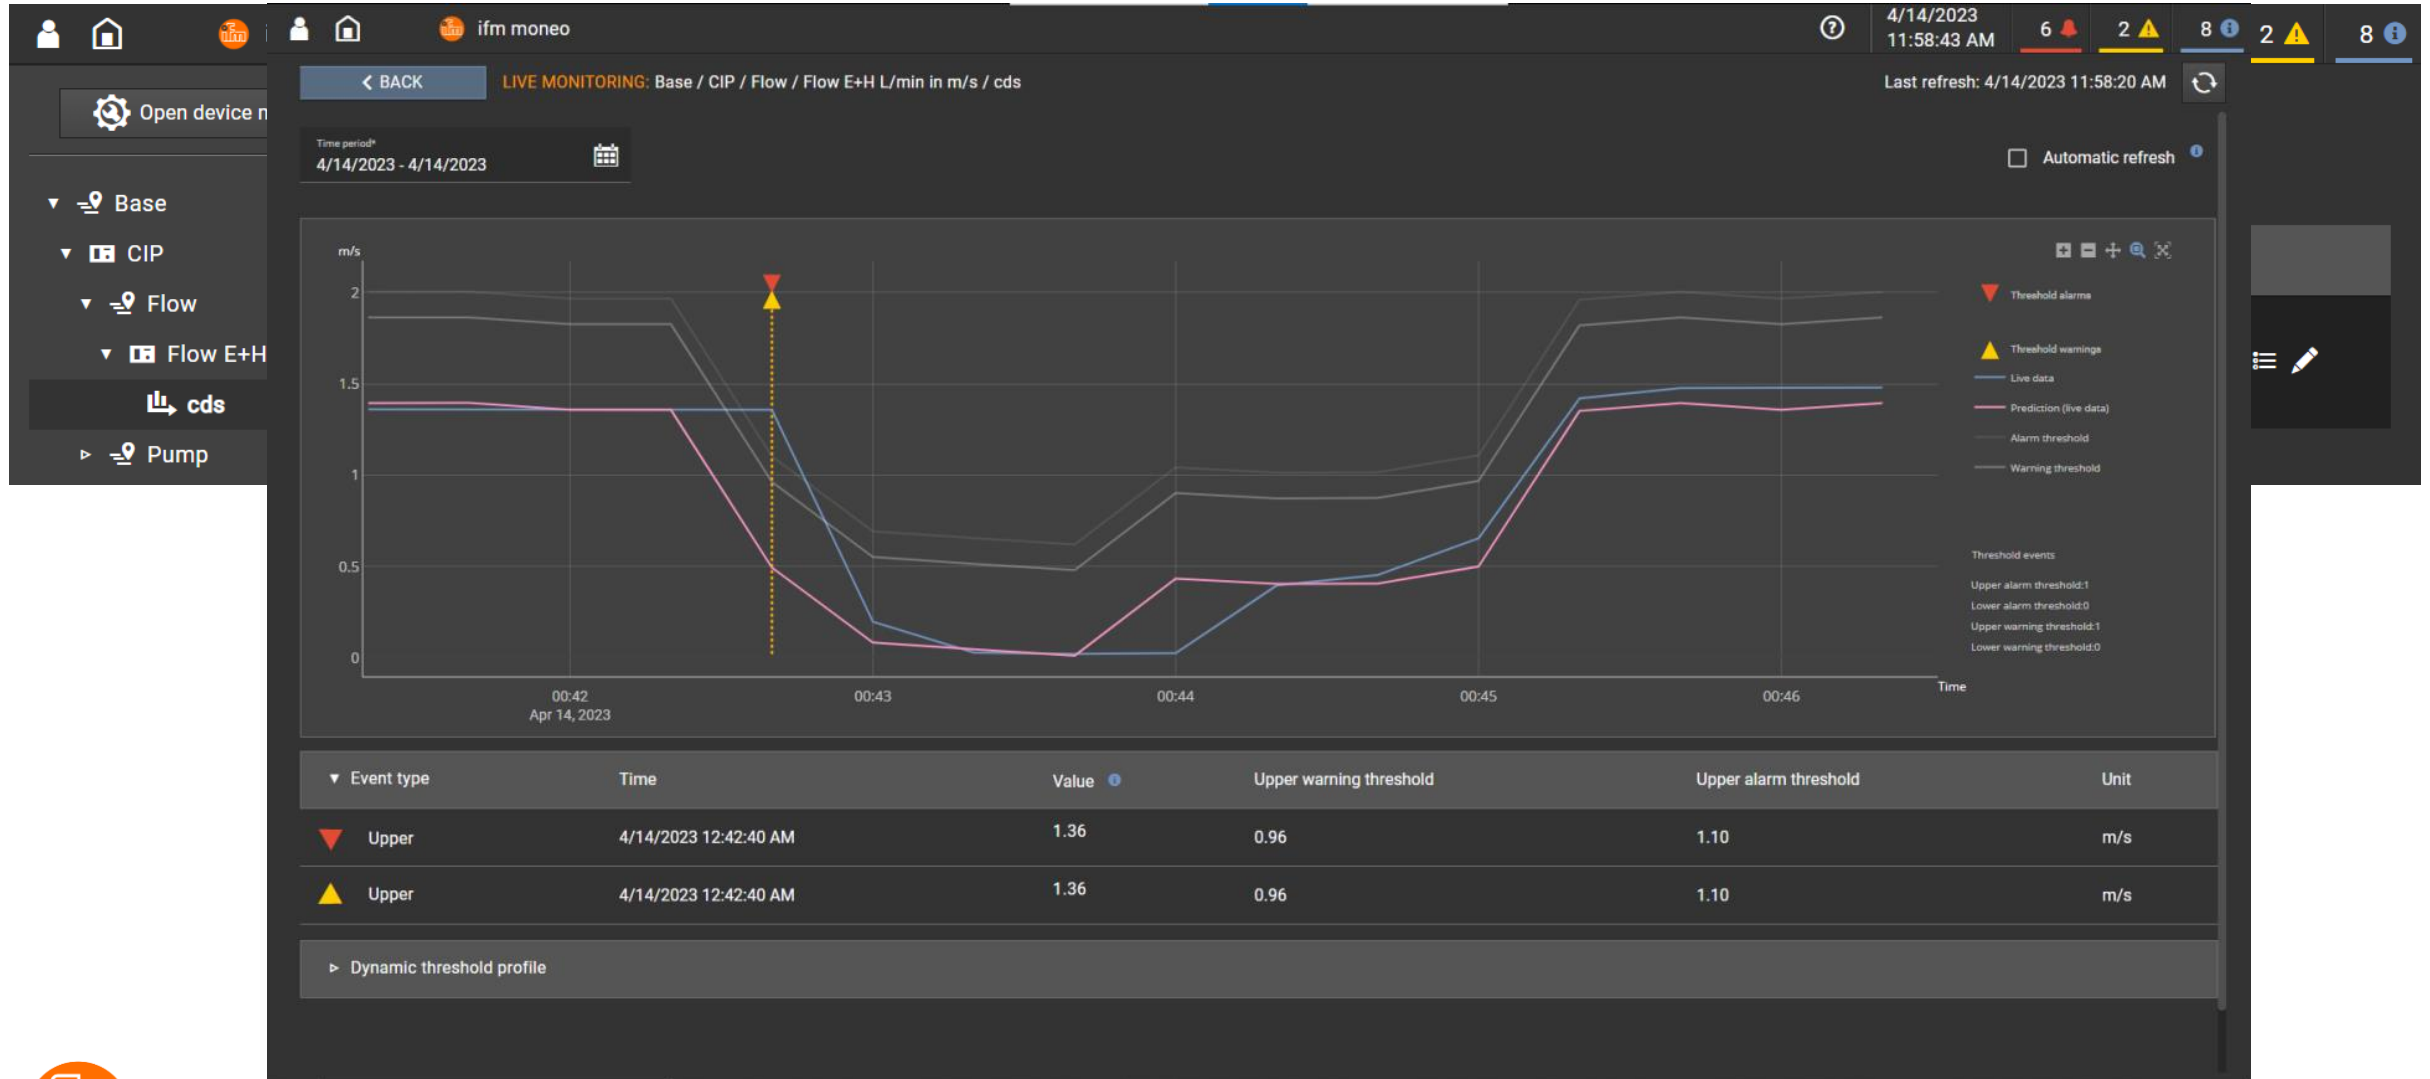 ifm
ifm moneo
4/14/2023
11:58:43 AM
6
2
8
2
8
Open device
BACK
LIVE MONITORING: Base / CIP / Flow / Flow E+H L/min in m/s / cds
Last refresh: 4/14/2023 11:58:20 AM
Time period*
4/14/2023 - 4/14/2023
Automatic refresh
Base
CIP
Flow
Flow E+H
cds
Pump
m/s
2
1.5
1
0.5
0
00:42
Apr 14, 2023
00:43
00:44
00:45
00:46
Time
Threshold alarms
Threshold warnings
Live data
Prediction (live data)
Alarm threshold
Warning threshold
Threshold events
Upper alarm threshold:1
Lower alarm threshold:0
Upper warning threshold:1
Lower warning threshold:0
Event type Time Value Upper warning threshold Upper alarm threshold Unit
Upper 4/14/2023 12:42:40 AM 1.36 0.96 1.10 m/s
Upper 4/14/2023 12:42:40 AM 1.36 0.96 1.10 m/s
Dynamic threshold profile